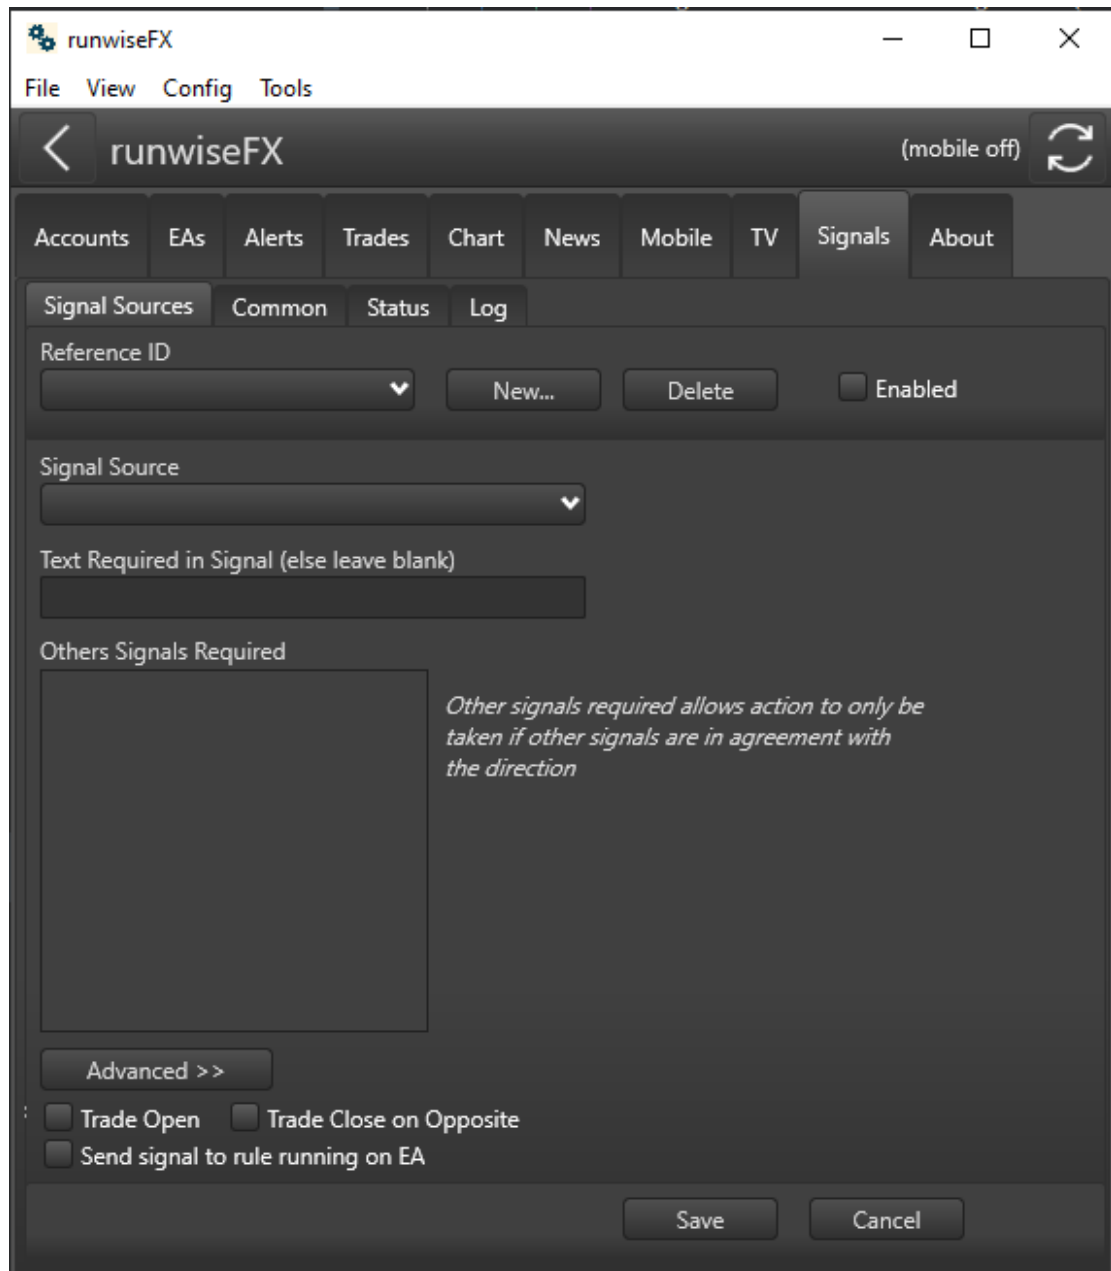 runwiseFX
File View Config Tools
runwiseFX (mobile off)
Accounts EAs Alerts Trades Chart News Mobile TV Signals About
Signal Sources Common Status Log
Reference ID
New... Delete Enabled
Signal Source
Text Required in Signal (else leave blank)
Others Signals Required
Other signals required allows action to only be
taken if other signals are in agreement with
the direction
Advanced >>
Trade Open Trade Close on Opposite
Send signal to rule running on EA
Save Cancel